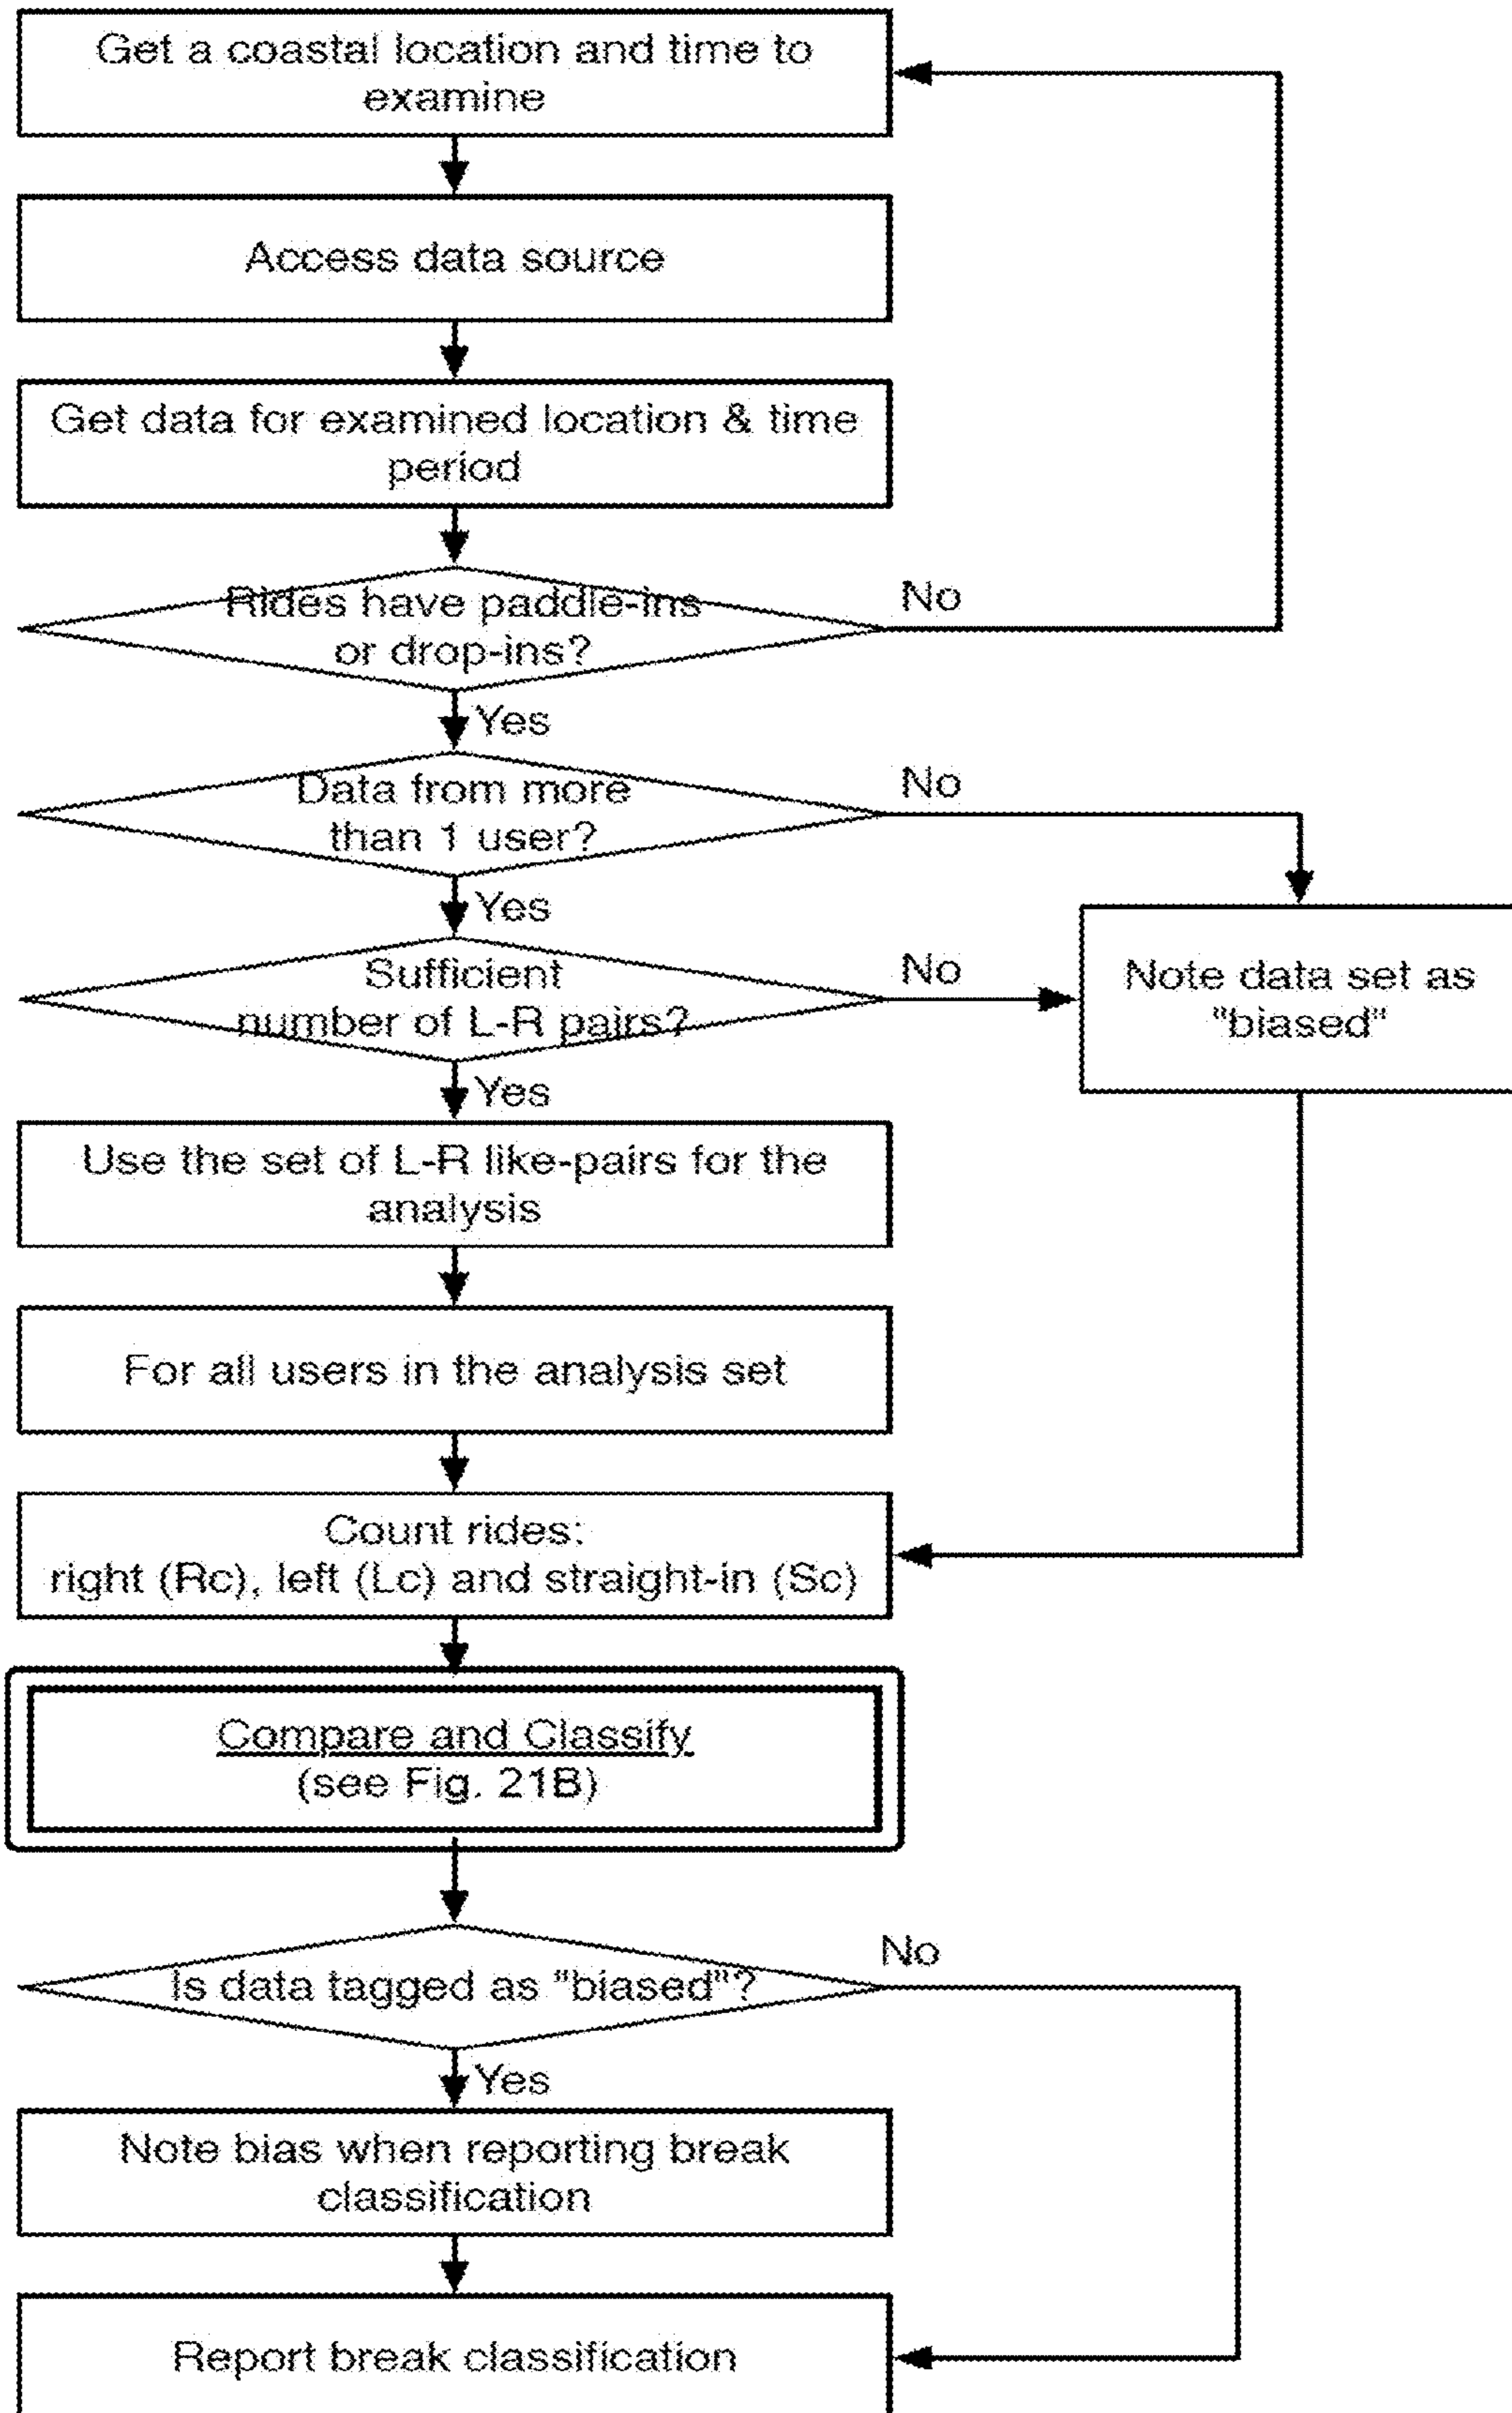 Get a coastal location and time to
examine
Access data source
Get data for examined location & time
period
Rides have paddle-ins
or drop-ins?
No
Yes
Data from more
than 1 user?
No
Yes
Sufficient
number of L-R pairs?
No
Note data set as
"biased"
Yes
Use the set of L-R like-pairs for the
analysis
For all users in the analysis set
Count rides:
right (Rc), left (Lc) and straight-in (Sc)
Compare and Classify
(see Fig. 21B)
Is data tagged as "biased"?
No
Yes
Note bias when reporting break
classification
Report break classification